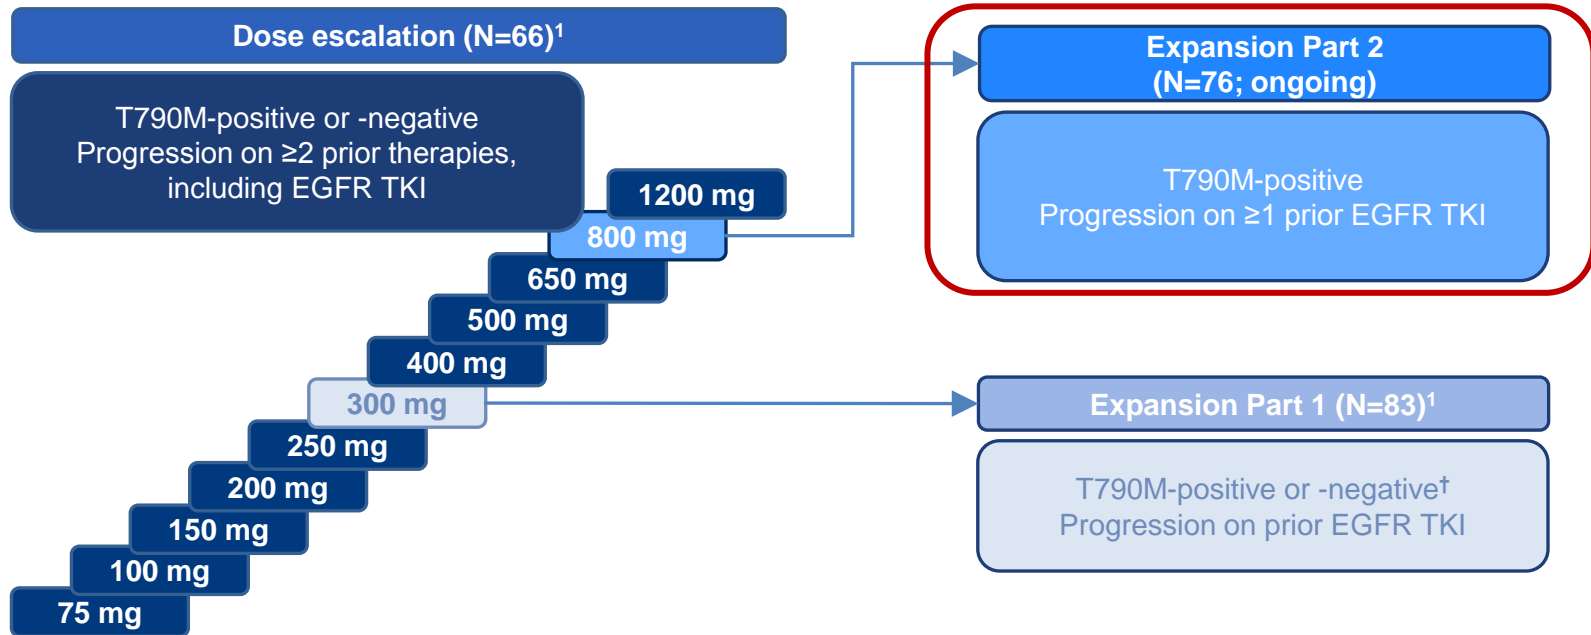 Dose escalation (N=66)¹
T790M-positive or -negative
Progression on ≥2 prior therapies,
including EGFR TKI
1200 mg
800 mg
650 mg
500 mg
400 mg
300 mg
250 mg
200 mg
150 mg
100 mg
75 mg
Expansion Part 2
(N=76; ongoing)
T790M-positive
Progression on ≥1 prior EGFR TKI
Expansion Part 1 (N=83)¹
T790M-positive or -negative†
Progression on prior EGFR TKI